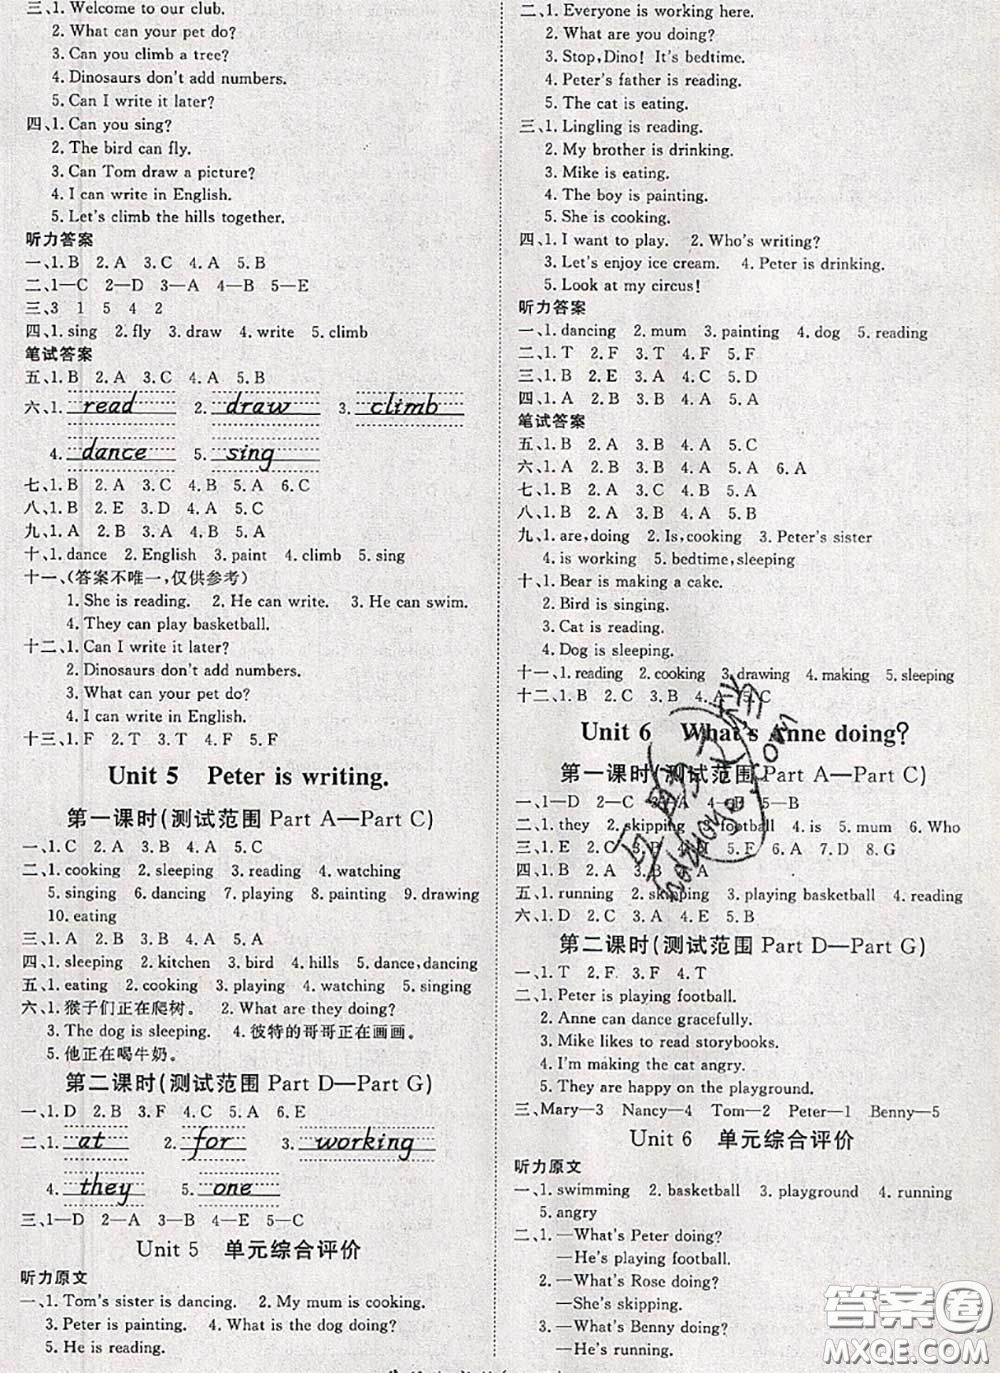 三、1. Welcome to our club.
2. What can your pet do?
3. Can you climb a tree?
4. Dinosaurs don't add numbers.
5. Can I write it later?
四、1. Can you sing?
2. The bird can fly.
3. Can Tom draw a picture?
4. I can write in English.
5. Let's climb the hills together.
听力答案
一、1. B 2. A 3. C 4. A 5. B
二、1—C 2—D 3—A 4—B 5—E
三、3 1 5 4 2
四、1. sing 2. fly 3. draw 4. write 5. climb
笔试答案
五、1. B 2. A 3. C 4. A 5. B
六、1. read 2. draw 3. climb
4. dance 5. sing
七、1. B 2. A 3. C 4. B 5. A 6. C
八、1. B 2. E 3. D 4. C 5. A
九、1. A 2. B 3. A 4. B 5. A
十、1. dance 2. English 3. paint 4. climb 5. sing
十一、(答案不唯一,仅供参考)
1. She is reading. 2. He can write. 3. He can swim.
4. They can play basketball.
十二、1. Can I write it later?
2. Dinosaurs don't add numbers.
3. What can your pet do?
4. I can write in English.
十三、1. F 2. T 3. T 4. F 5. F
Unit 5 Peter is writing.
第一课时(测试范围 Part A—Part C)
一、1. C 2. A 3. B 4. A 5. C
二、1. cooking 2. sleeping 3. reading 4. watching
5. singing 6. dancing 7. playing 8. painting 9. drawing
10. eating
三、1. A 2. B 3. B 4. A 5. A
四、1. sleeping 2. kitchen 3. bird 4. hills 5. dance,dancing
五、1. eating 2. cooking 3. playing 4. watching 5. singing
六、1. 猴子们正在爬树。 2. What are they doing?
3. The dog is sleeping. 4. 彼特的哥哥正在画画。
5. 他正在喝牛奶。
第二课时(测试范围 Part D—Part G)
一、1. D 2. B 3. F 4. C 5. A 6. E
二、1. at 2. for 3. working
4. they 5. one
三、1—D 2—A 3—B 4—E 5—C
Unit 5 单元综合评价
听力原文
一、1. Tom's sister is dancing. 2. My mum is cooking.
3. Peter is painting. 4. What is the dog doing?
5. He is reading.
二、1. Everyone is working here.
2. What are you doing?
3. Stop,Dino! It's bedtime.
4. Peter's father is reading.
5. The cat is eating.
三、1. Lingling is reading.
2. My brother is drinking.
3. Mike is eating.
4. The boy is painting.
5. She is cooking.
四、1. I want to play. 2. Who's writing?
3. Let's enjoy ice cream. 4. Peter is drinking.
5. Look at my circus!
听力答案
一、1. dancing 2. mum 3. painting 4. dog 5. reading
二、1. T 2. F 3. T 4. F 5. F
三、1. B 2. E 3. A 4. C 5. D
四、1. A 2. B 3. B 4. A 5. A
笔试答案
五、1. B 2. A 3. B 4. A 5. C
六、1. A 2. B 3. C 4. A 5. A 6. A
七、1. B 2. A 3. B 4. C 5. B
八、1. B 2. A 3. A 4. B 5. A
九、1. are,doing 2. Is,cooking 3. Peter's sister
4. is working 5. bedtime,sleeping
十、1. Bear is making a cake.
2. Bird is singing.
3. Cat is reading.
4. Dog is sleeping.
十一、1. reading 2. cooking 3. drawing 4. making 5. sleeping
十二、1. B 2. C 3. B 4. A 5. C
Unit 6 What's Anne doing?
第一课时(测试范围 Part A—Part C)
一、1—D 2—A 3—C 4—E 5—B
二、1. they 2. skipping 3. football 4. is 5. mum 6. Who
三、1. E 2. C 4. B 5. F 6. A 7. D 8. G
四、1. B 2. A 5. A
五、1. running 2. skipping 3. playing basketball 4. reading
六、1. D 2. C 3. A 4. E 5. B
第二课时(测试范围 Part D—Part G)
一、1. T 2. F 3. F 4. T
二、1. Peter is playing football.
2. Anne can dance gracefully.
3. Mike likes to read storybooks.
4. I'm making the cat angry.
5. They are happy on the playground.
三、Mary—3 Nancy—4 Tom—2 Peter—1 Benny—5
Unit 6 单元综合评价
听力原文
一、1. swimming 2. basketball 3. playground 4. running
5. angry
二、1. —What's Peter doing?
—He's playing football.
2. —What's Rose doing?
—She's skipping.
3. —What's Benny doing?
—He's running.
答案圈
MXQE.COM